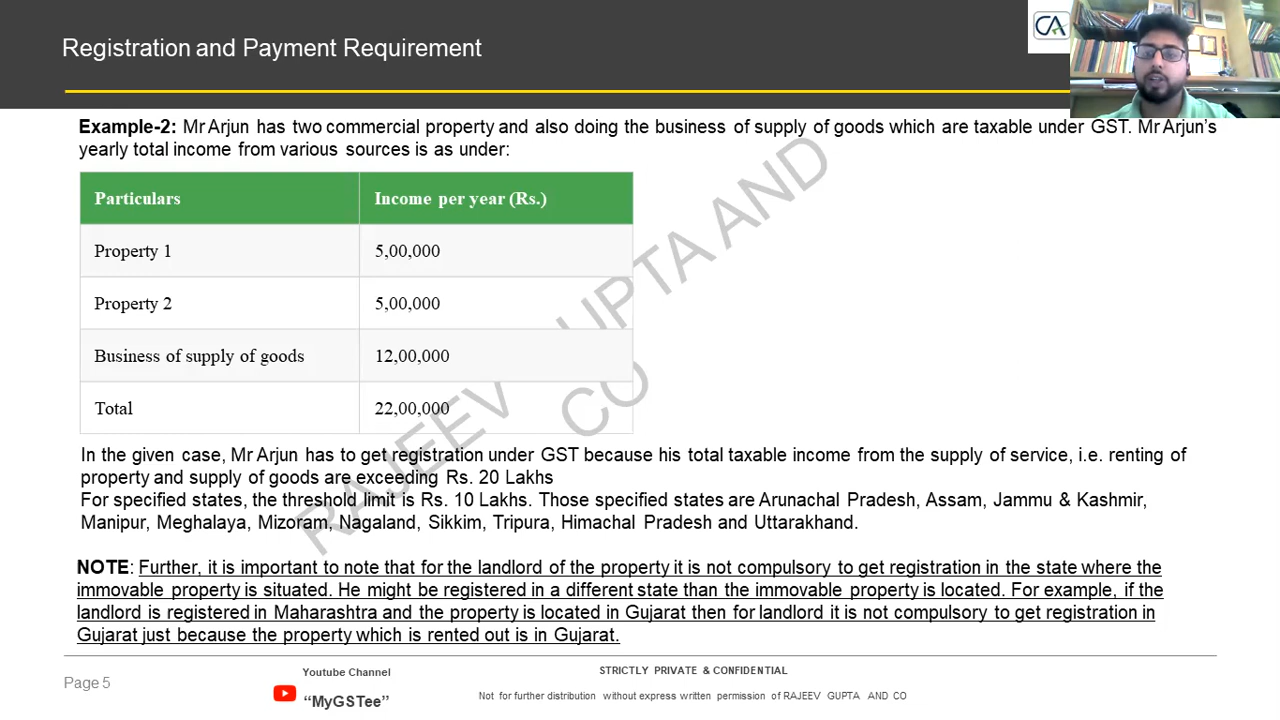 Registration and Payment Requirement
CA
Example-2: Mr Arjun has two commercial property and also doing the business of supply of goods which are taxable under GST. Mr Arjun's
yearly total income from various sources is as under:
Particulars Income per year (Rs.)
Property 1 5,00,000
Property 2 5,00,000
Business of supply of goods 12,00,000
Total 22,00,000
RAJEEV GUPTA AND
CO
In the given case, Mr Arjun has to get registration under GST because his total taxable income from the supply of service, i.e. renting of
property and supply of goods are exceeding Rs. 20 Lakhs
For specified states, the threshold limit is Rs. 10 Lakhs. Those specified states are Arunachal Pradesh, Assam, Jammu & Kashmir,
Manipur, Meghalaya, Mizoram, Nagaland, Sikkim, Tripura, Himachal Pradesh and Uttarakhand.
NOTE: Further, it is important to note that for the landlord of the property it is not compulsory to get registration in the state where the
immovable property is situated. He might be registered in a different state than the immovable property is located. For example, if the
landlord is registered in Maharashtra and the property is located in Gujarat then for landlord it is not compulsory to get registration in
Gujarat just because the property which is rented out is in Gujarat.
Page 5
Youtube Channel
“MyGSTee”
STRICTLY PRIVATE & CONFIDENTIAL
Not for further distribution without express written permission of RAJEEV GUPTA AND CO